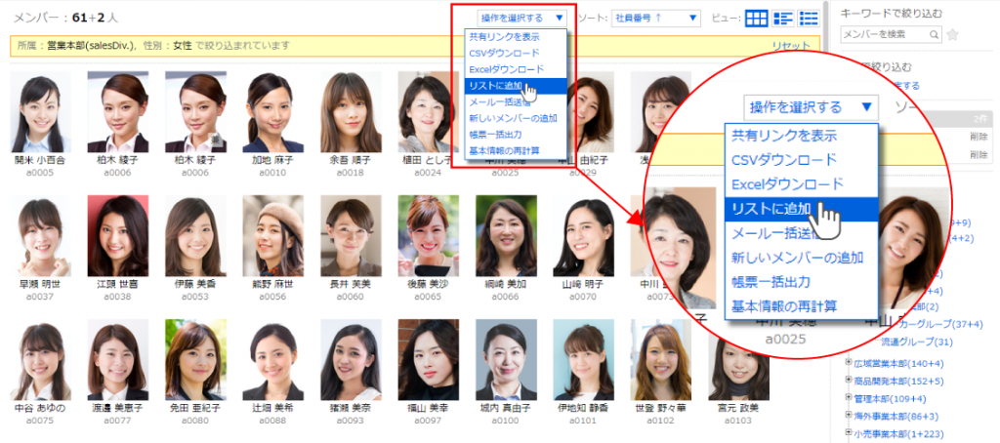 メンバー：61+2 人
操作を選択する ▼
ソート： 社員番号 ↑ ▼
ビュー：
キーワードで絞り込む
メンバーを検索
所属：営業本部(salesDiv.), 性別：女性 で絞り込まれています
リセット
共有リンクを表示
CSVダウンロード
Excelダウンロード
リストに追加
メール一括送信
新しいメンバーの追加
帳票一括出力
基本情報の再計算
絞り込む
する
2件
削除
削除
開米 小百合
a0005
柏木 綾子
a0006
兼
柏木 綾子
a0006
加地 麻子
a0010
余吾 順子
a0018
植田 とし子
a0024
中川 美穂
a0025
中山 由紀子
a0029
浅
早瀬 明世
a0037
江頭 世喜
a0038
伊藤 美香
a0053
熊野 麻世
a0056
長井 芙美
a0060
後藤 美沙
a0065
綱崎 美加
a0066
山崎 明子
a0070
中川
a0073
中谷 あゆの
a0075
渡邉 美恵子
a0077
免田 亜紀子
a0080
辻畑 美希
a0088
猪瀬 美奈
a0093
福山 美幸
a0097
城内 真由子
a0100
伊地知 静香
a0101
世登 野々華
a0102
宮元 政美
a0103
操作を選択する ▼
ソー
共有リンクを表示
CSVダウンロード
Excelダウンロード
リストに追加
メール一括送信
新しいメンバーの追加
帳票一括出力
基本情報の再計算
子
中川 美穂
a0025
中山
+9)
(4+2)
+4)
部(2)
カーグループ(37+4)
流通グループ(31)
広域営業本部(140+4)
商品開発本部(152+5)
管理本部(109+4)
海外事業本部(86+3)
小売事業本部(1+223)